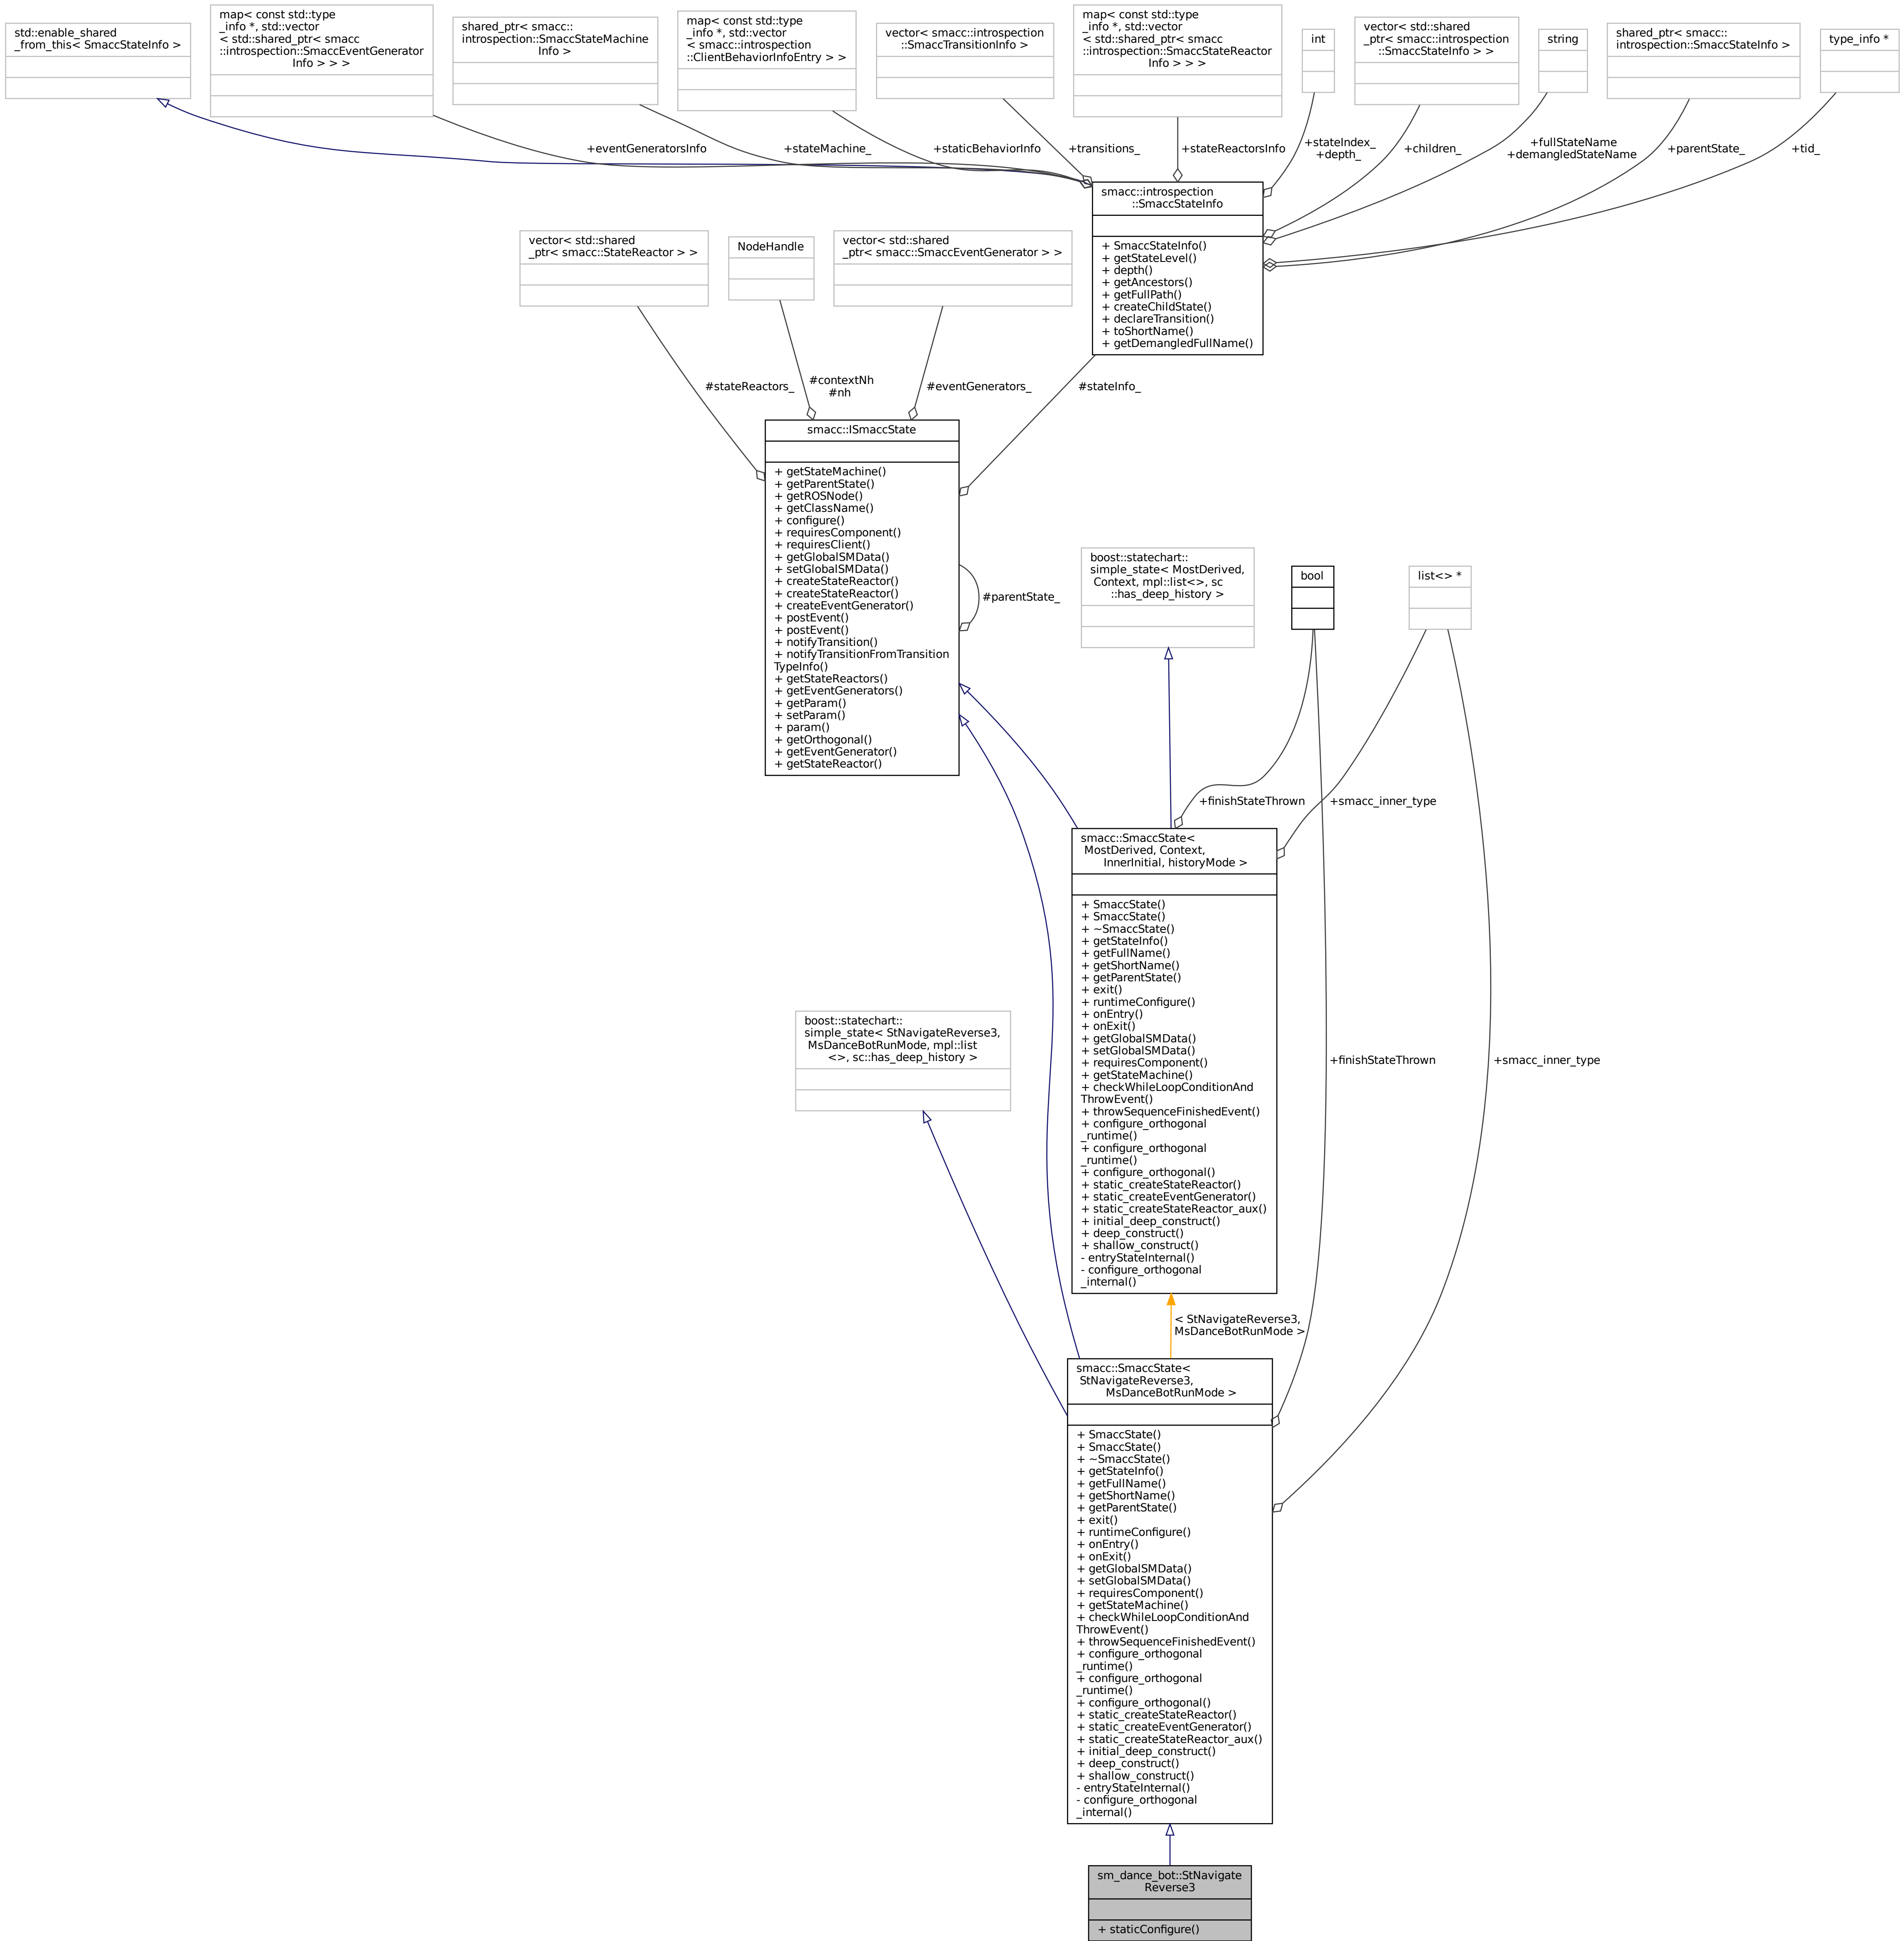 std::enable_shared
_from_this< SmaccStateInfo >
map< const std::type
_info *, std::vector
< std::shared_ptr< smacc
::introspection::SmaccEventGenerator
Info > > >
shared_ptr< smacc::
introspection::SmaccStateMachine
Info >
map< const std::type
_info *, std::vector
< smacc::introspection
::ClientBehaviorInfoEntry > >
vector< smacc::introspection
::SmaccTransitionInfo >
map< const std::type
_info *, std::vector
< std::shared_ptr< smacc
::introspection::SmaccStateReactor
Info > > >
int
vector< std::shared
_ptr< smacc::introspection
::SmaccStateInfo > >
string
shared_ptr< smacc::
introspection::SmaccStateInfo >
type_info *
+eventGeneratorsInfo
+stateMachine_
+staticBehaviorInfo
+transitions_
+stateReactorsInfo
+stateIndex_
+depth_
+children_
+fullStateName
+demangledStateName
+parentState_
+tid_
smacc::introspection
::SmaccStateInfo
+ SmaccStateInfo()
+ getStateLevel()
+ depth()
+ getAncestors()
+ getFullPath()
+ createChildState()
+ declareTransition()
+ toShortName()
+ getDemangledFullName()
vector< std::shared
_ptr< smacc::StateReactor > >
NodeHandle
vector< std::shared
_ptr< smacc::SmaccEventGenerator > >
#stateReactors_
#contextNh
#nh
#eventGenerators_
#stateInfo_
smacc::ISmaccState
+ getStateMachine()
+ getParentState()
+ getROSNode()
+ getClassName()
+ configure()
+ requiresComponent()
+ requiresClient()
+ getGlobalSMData()
+ setGlobalSMData()
+ createStateReactor()
+ createStateReactor()
+ createEventGenerator()
+ postEvent()
+ postEvent()
+ notifyTransition()
+ notifyTransitionFromTransition
TypeInfo()
+ getStateReactors()
+ getEventGenerators()
+ getParam()
+ setParam()
+ param()
+ getOrthogonal()
+ getEventGenerator()
+ getStateReactor()
#parentState_
boost::statechart::
simple_state< MostDerived,
Context, mpl::list<>, sc
::has_deep_history >
bool
list<> *
+finishStateThrown
+smacc_inner_type
smacc::SmaccState<
MostDerived, Context,
InnerInitial, historyMode >
+ SmaccState()
+ SmaccState()
+ ~SmaccState()
+ getStateInfo()
+ getFullName()
+ getShortName()
+ getParentState()
+ exit()
+ runtimeConfigure()
+ onEntry()
+ onExit()
+ getGlobalSMData()
+ setGlobalSMData()
+ requiresComponent()
+ getStateMachine()
+ checkWhileLoopConditionAnd
ThrowEvent()
+ throwSequenceFinishedEvent()
+ configure_orthogonal
_runtime()
+ configure_orthogonal
_runtime()
+ configure_orthogonal()
+ static_createStateReactor()
+ static_createEventGenerator()
+ static_createStateReactor_aux()
+ initial_deep_construct()
+ deep_construct()
+ shallow_construct()
- entryStateInternal()
- configure_orthogonal
_internal()
boost::statechart::
simple_state< StNavigateReverse3,
MsDanceBotRunMode, mpl::list
<>, sc::has_deep_history >
+finishStateThrown
+smacc_inner_type
< StNavigateReverse3,
MsDanceBotRunMode >
smacc::SmaccState<
StNavigateReverse3,
MsDanceBotRunMode >
+ SmaccState()
+ SmaccState()
+ ~SmaccState()
+ getStateInfo()
+ getFullName()
+ getShortName()
+ getParentState()
+ exit()
+ runtimeConfigure()
+ onEntry()
+ onExit()
+ getGlobalSMData()
+ setGlobalSMData()
+ requiresComponent()
+ getStateMachine()
+ checkWhileLoopConditionAnd
ThrowEvent()
+ throwSequenceFinishedEvent()
+ configure_orthogonal
_runtime()
+ configure_orthogonal
_runtime()
+ configure_orthogonal()
+ static_createStateReactor()
+ static_createEventGenerator()
+ static_createStateReactor_aux()
+ initial_deep_construct()
+ deep_construct()
+ shallow_construct()
- entryStateInternal()
- configure_orthogonal
_internal()
sm_dance_bot::StNavigate
Reverse3
+ staticConfigure()